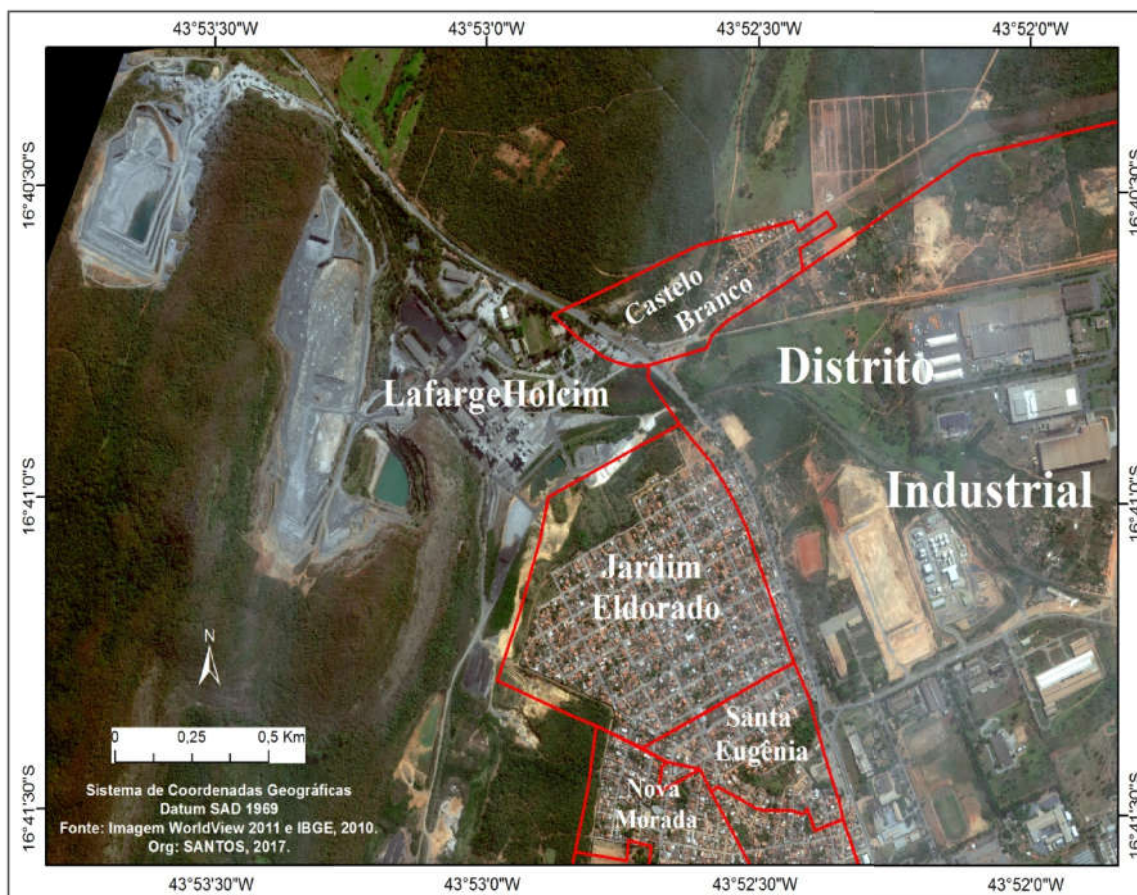 43°53'30"W 43°53'0"W 43°52'30"W 43°52'0"W
16°40'30"S
16°40'30"S
Castelo
Branco
Distrito
LafargeHolcim
Industrial
16°41'0"S
16°41'0"S
Jardim
Eldorado
N
Santa
Eugênia
0 0,25 0,5 Km
Nova
Morada
Sistema de Coordenadas Geográficas
Datum SAD 1969
Fonte: Imagem WorldView 2011 e IBGE, 2010.
Org: SANTOS, 2017.
16°41'30"S
16°41'30"S
43°53'30"W 43°53'0"W 43°52'30"W 43°52'0"W